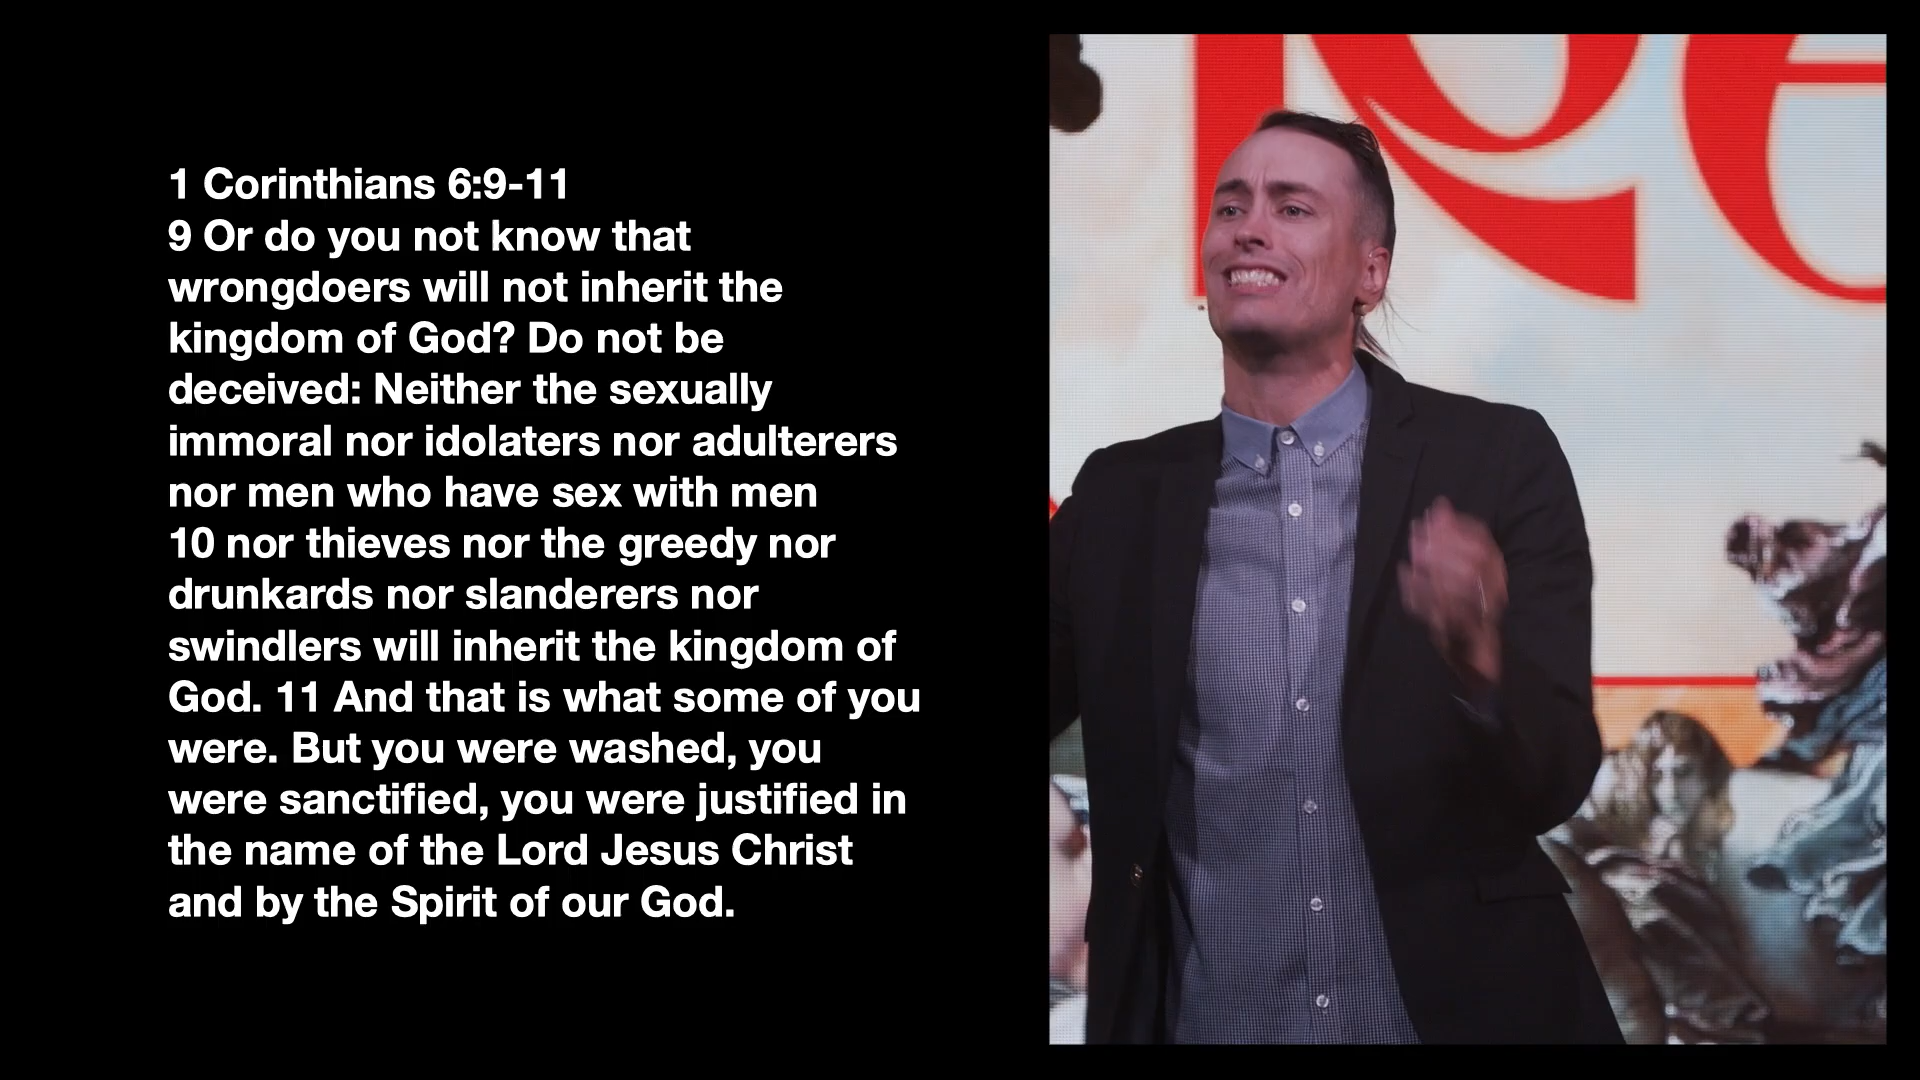 1 Corinthians 6:9-11
9 Or do you not know that
wrongdoers will not inherit the
kingdom of God? Do not be
deceived: Neither the sexually
immoral nor idolaters nor adulterers
nor men who have sex with men
10 nor thieves nor the greedy nor
drunkards nor slanderers nor
swindlers will inherit the kingdom of
God. 11 And that is what some of you
were. But you were washed, you
were sanctified, you were justified in
the name of the Lord Jesus Christ
and by the Spirit of our God.